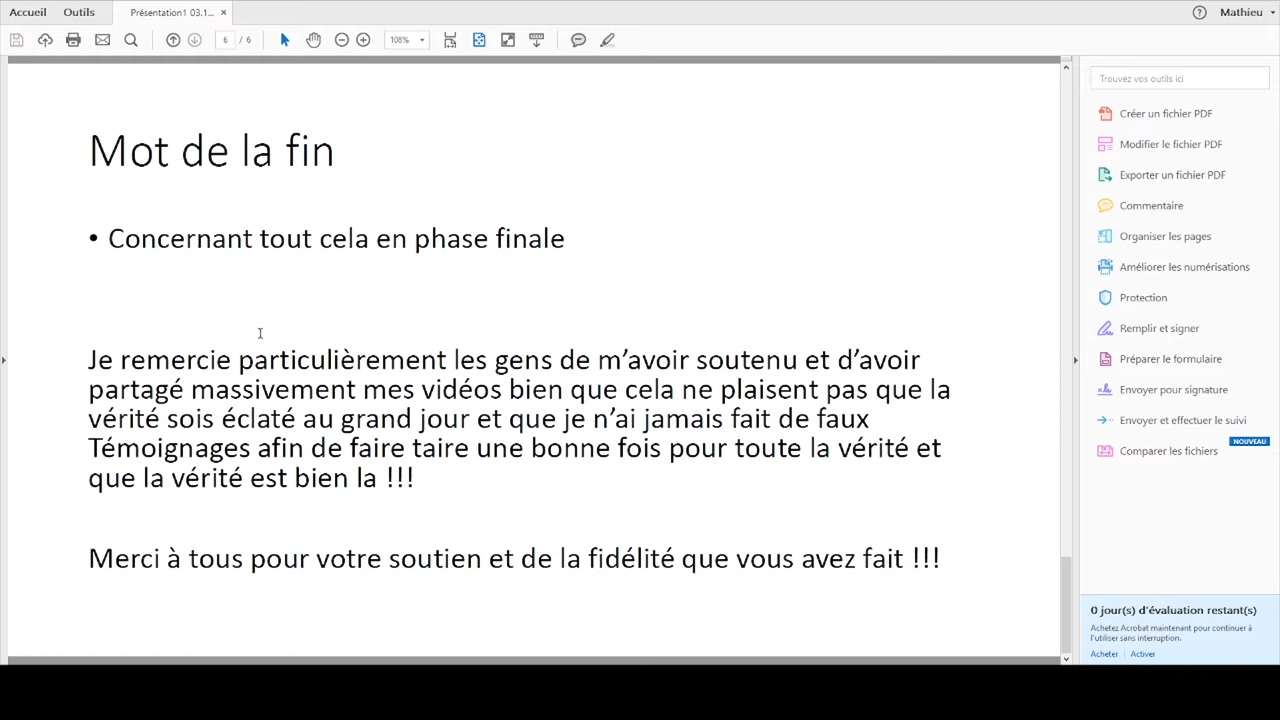 Accueil Outils Présentation1 03.1... × ? Mathieu
6 / 6 108%
Mot de la fin
• Concernant tout cela en phase finale
Je remercie particulièrement les gens de m’avoir soutenu et d’avoir
partagé massivement mes vidéos bien que cela ne plaisent pas que la
vérité sois éclaté au grand jour et que je n’ai jamais fait de faux
Témoignages afin de faire taire une bonne fois pour toute la vérité et
que la vérité est bien la !!!
Merci à tous pour votre soutien et de la fidélité que vous avez fait !!!
Trouvez vos outils ici
Créer un fichier PDF
Modifier le fichier PDF
Exporter un fichier PDF
Commentaire
Organiser les pages
Améliorer les numérisations
Protection
Remplir et signer
Préparer le formulaire
Envoyer pour signature
Envoyer et effectuer le suivi
NOUVEAU
Comparer les fichiers
0 jour(s) d’évaluation restant(s)
Achetez Acrobat maintenant pour continuer à
l’utiliser sans interruption.
Acheter | Activer